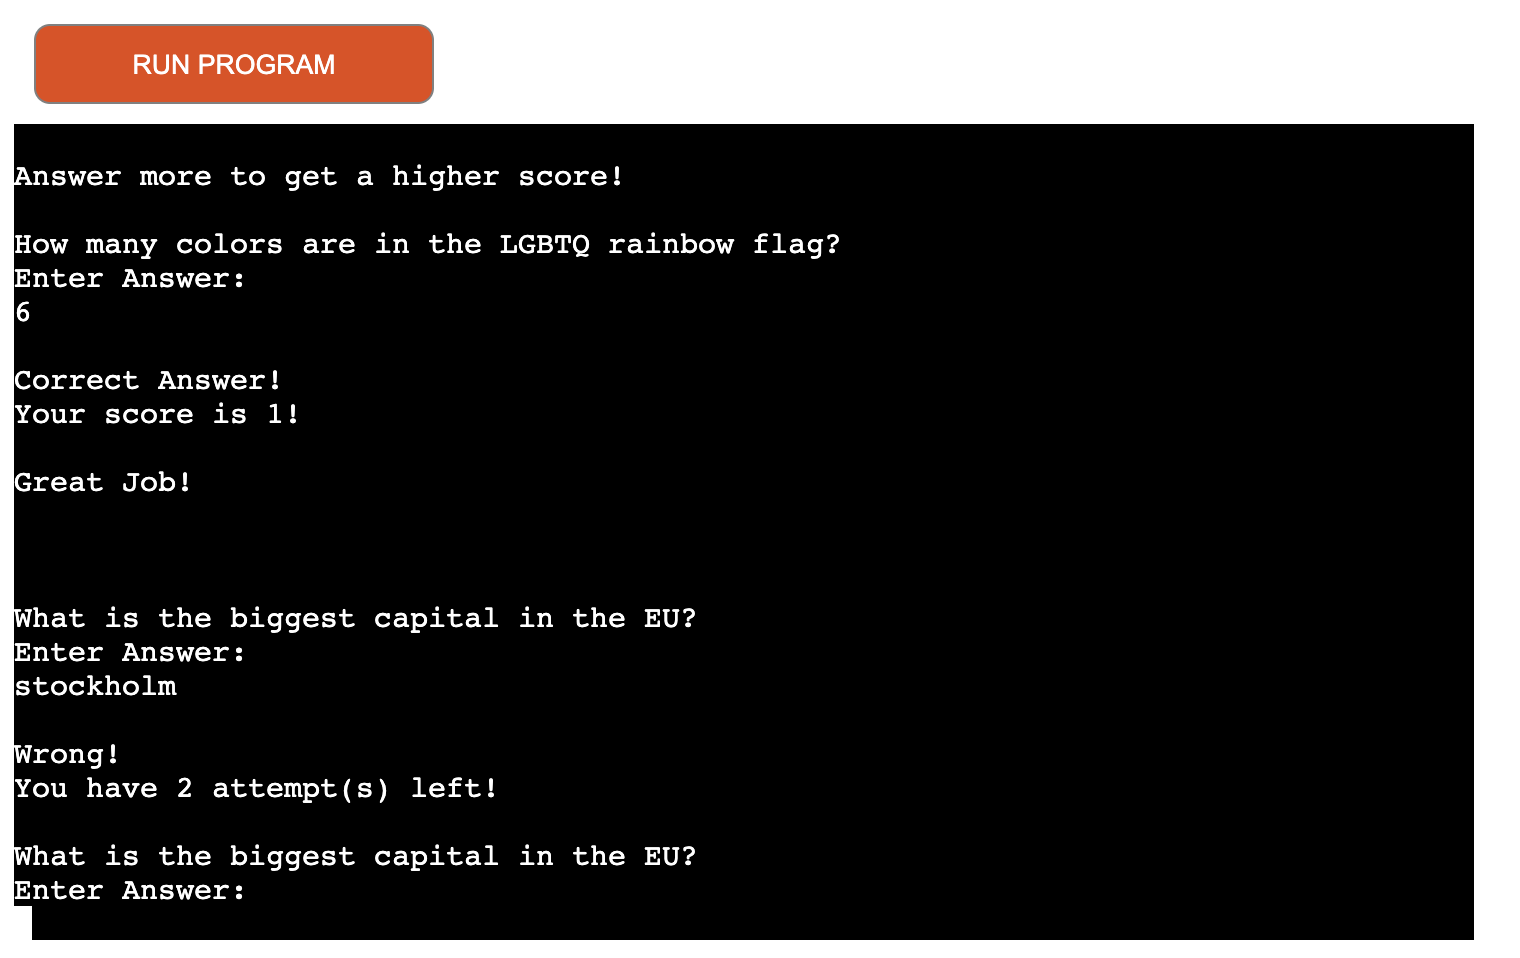 RUN PROGRAM
Answer more to get a higher score!
How many colors are in the LGBTQ rainbow flag?
Enter Answer:
6
Correct Answer!
Your score is 1!
Great Job!
What is the biggest capital in the EU?
Enter Answer:
stockholm
Wrong!
You have 2 attempt(s) left!
What is the biggest capital in the EU?
Enter Answer: